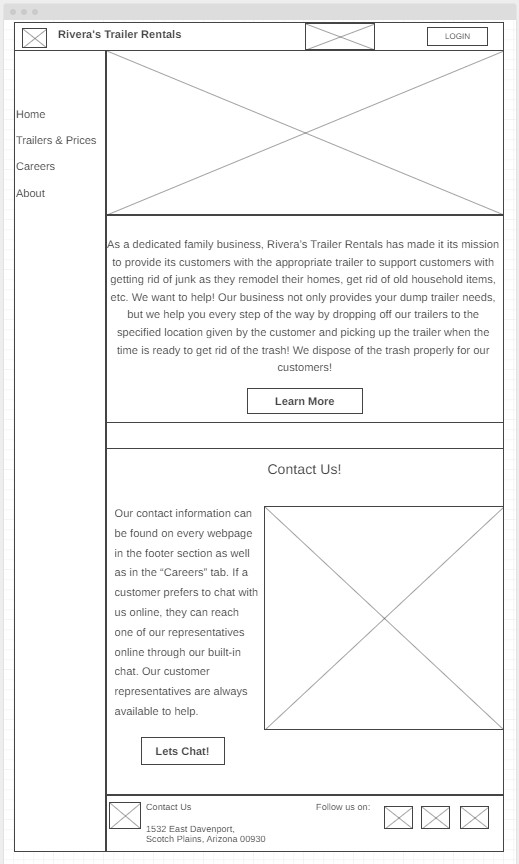 Rivera's Trailer Rentals
LOGIN
Home
Trailers & Prices
Careers
About
As a dedicated family business, Rivera's Trailer Rentals has made it its mission
to provide its customers with the appropriate trailer to support customers with
getting rid of junk as they remodel their homes, get rid of old household items,
etc. We want to help! Our business not only provides your dump trailer needs,
but we help you every step of the way by dropping off our trailers to the
specified location given by the customer and picking up the trailer when the
time is ready to get rid of the trash! We dispose of the trash properly for our
customers!
Learn More
Contact Us!
Our contact information can
be found on every webpage
in the footer section as well
as in the “Careers” tab. If a
customer prefers to chat with
us online, they can reach
one of our representatives
online through our built-in
chat. Our customer
representatives are always
available to help.
Lets Chat!
Contact Us
Follow us on:
1532 East Davenport,
Scotch Plains, Arizona 00930